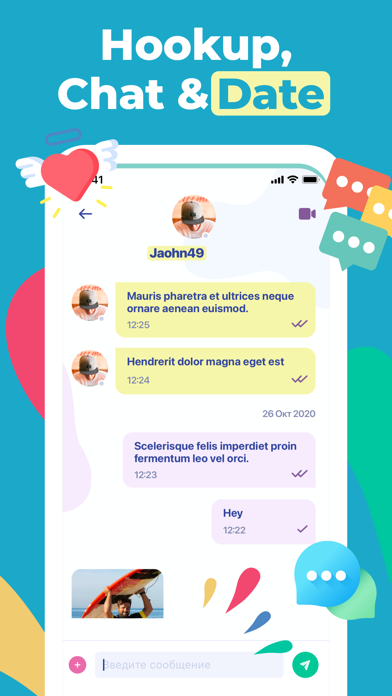 Hookup,
Chat & Date
41
Jaohn49
Mauris pharetra et ultrices neque
ornare aenean euismod.
12:25
Hendrerit dolor magna eget est
12:24
26 Окт 2020
Scelerisque felis imperdiet proin
fermentum leo vel orci.
12:23
Hey
12:22
Введите сообщение